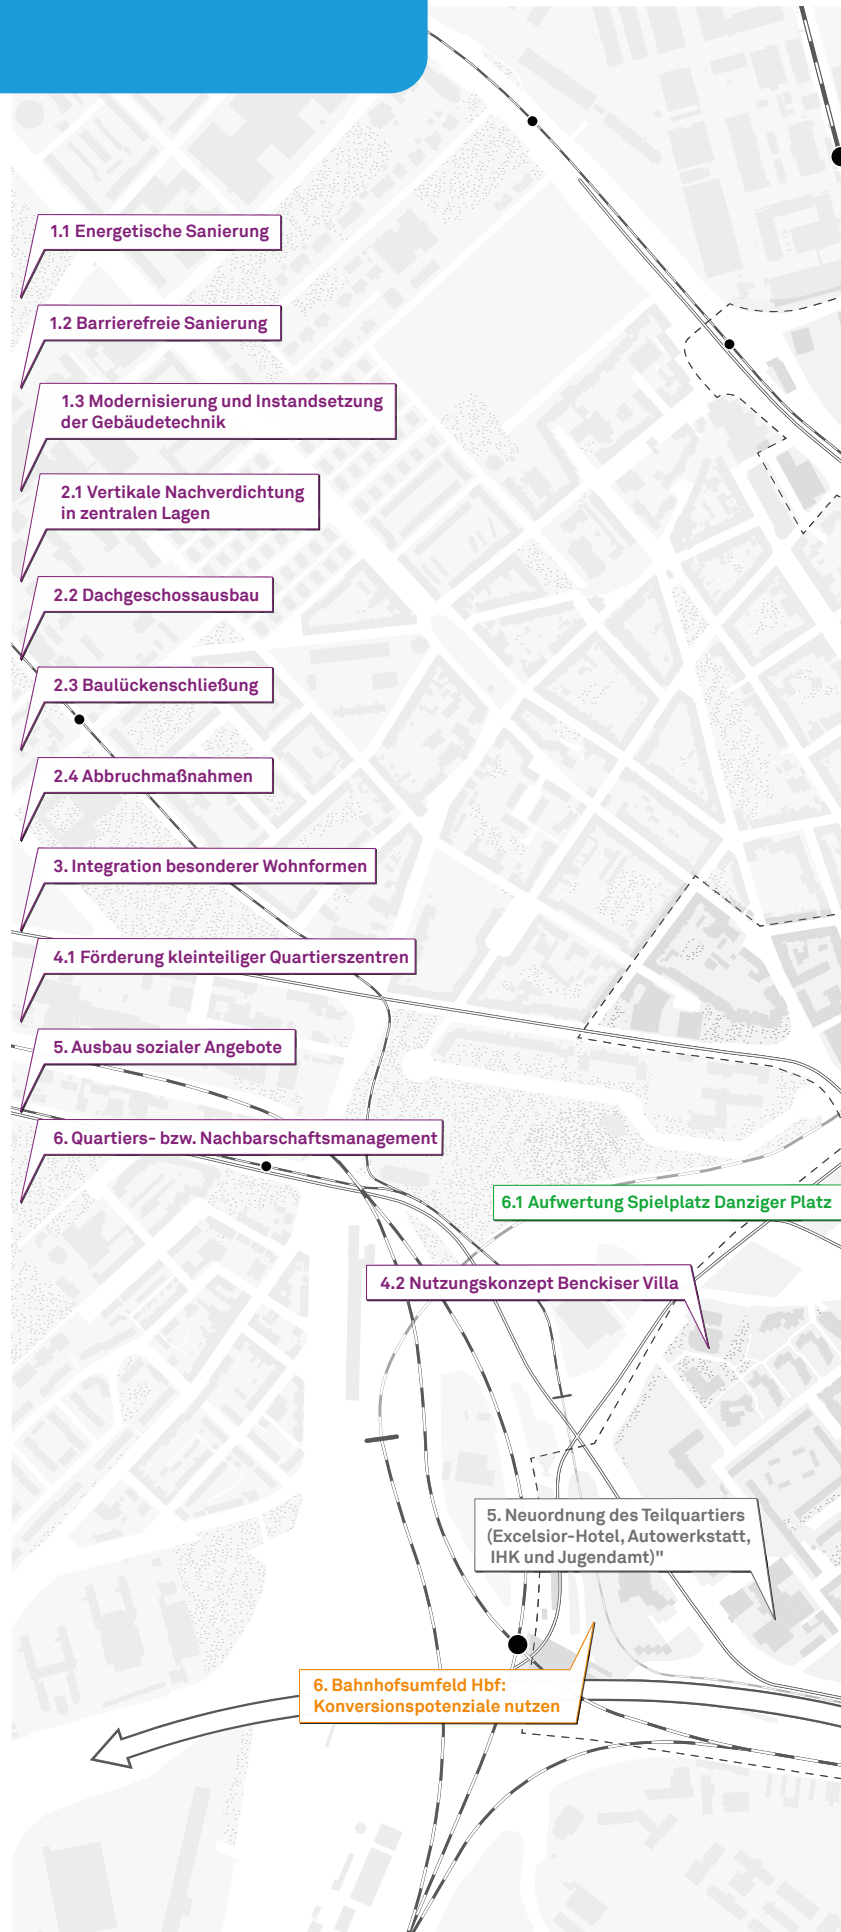 1.1 Energetische Sanierung
1.2 Barrierefreie Sanierung
1.3 Modernisierung und Instandsetzung
der Gebäudetechnik
2.1 Vertikale Nachverdichtung
in zentralen Lagen
2.2 Dachgeschossausbau
2.3 Baulückenschließung
2.4 Abbruchmaßnahmen
3. Integration besonderer Wohnformen
4.1 Förderung kleinteiliger Quartierszentren
5. Ausbau sozialer Angebote
6. Quartiers- bzw. Nachbarschaftsmanagement
6.1 Aufwertung Spielplatz Danziger Platz
4.2 Nutzungskonzept Benckiser Villa
5. Neuordnung des Teilquartiers
(Excelsior-Hotel, Autowerkstatt,
IHK und Jugendamt)"
6. Bahnhofsumfeld Hbf:
Konversionspotenziale nutzen